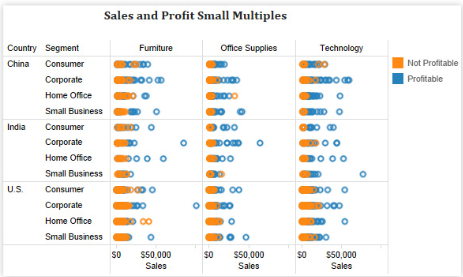 Sales and Profit Small Multiples
Country Segment Furniture Office Supplies Technology
China Consumer
Corporate
Home Office
Small Business
India Consumer
Corporate
Home Office
Small Business
U.S. Consumer
Corporate
Home Office
Small Business
$0 $50,000 $0 $50,000 $0 $50,000
Sales Sales Sales
Not Profitable
Profitable